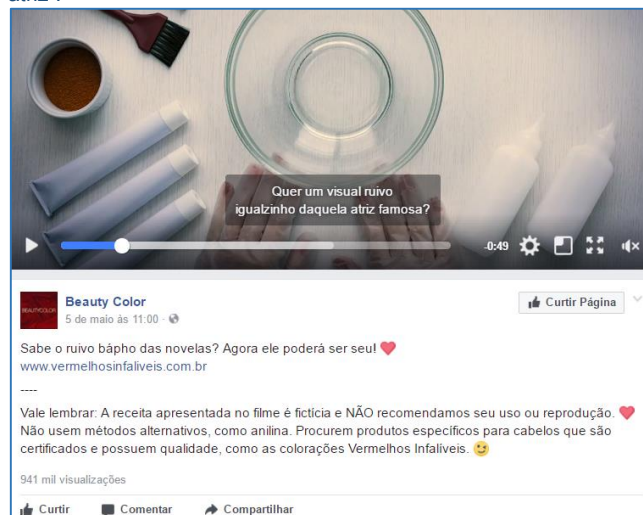 Quer um visual ruivo
igualzinho daquela atriz famosa?
-0:49
BEAUTYCOLOR
Beauty Color
Curtir Página
5 de maio às 11:00 ·
Sabe o ruivo bápho das novelas? Agora ele poderá ser seu!
www.vermelhosinfaliveis.com.br
----
Vale lembrar: A receita apresentada no filme é fictícia e NÃO recomendamos seu uso ou reprodução.
Não usem métodos alternativos, como anilina. Procurem produtos específicos para cabelos que são
certificados e possuem qualidade, como as colorações Vermelhos Infalíveis.
941 mil visualizações
Curtir Comentar Compartilhar